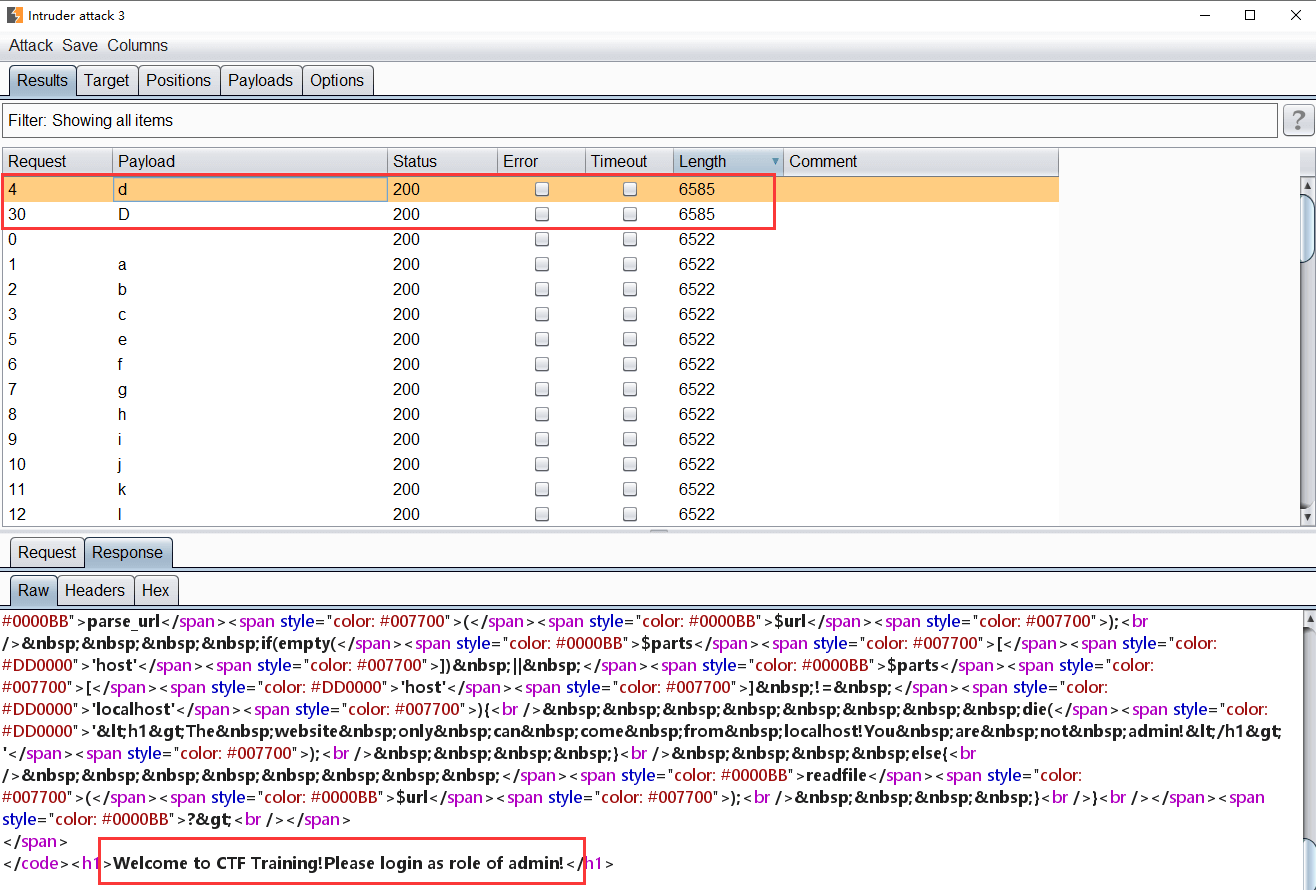 Intruder attack 3
Attack Save Columns
Results Target Positions Payloads Options
Filter: Showing all items ?
Request Payload Status Error Timeout Length Comment
4 d 200 6585
30 D 200 6585
0 200 6522
1 a 200 6522
2 b 200 6522
3 c 200 6522
5 e 200 6522
6 f 200 6522
7 g 200 6522
8 h 200 6522
9 i 200 6522
10 j 200 6522
11 k 200 6522
12 l 200 6522
Request Response
Raw Headers Hex
#0000BB">parse_url</span><span style="color: #007700">(</span><span style="color: #0000BB">$url</span><span style="color: #007700">);<br
/>&nbsp;&nbsp;&nbsp;&nbsp;if(empty(</span><span style="color: #0000BB">$parts</span><span style="color: #007700">[</span><span style="color:
#DD0000">'host'</span><span style="color: #007700">])&nbsp;||&nbsp;</span><span style="color: #0000BB">$parts</span><span style="color:
#007700">[</span><span style="color: #DD0000">'host'</span><span style="color: #007700">]&nbsp;!=&nbsp;</span><span style="color:
#DD0000">'localhost'</span><span style="color: #007700">){<br />&nbsp;&nbsp;&nbsp;&nbsp;&nbsp;&nbsp;&nbsp;&nbsp;die(</span><span style="color:
#DD0000">'&lt;h1&gt;The&nbsp;website&nbsp;only&nbsp;can&nbsp;come&nbsp;from&nbsp;localhost!You&nbsp;are&nbsp;not&nbsp;admin!&lt;/h1&gt;
'</span><span style="color: #007700">);<br />&nbsp;&nbsp;&nbsp;&nbsp;}<br />&nbsp;&nbsp;&nbsp;&nbsp;else{<br
/>&nbsp;&nbsp;&nbsp;&nbsp;&nbsp;&nbsp;&nbsp;&nbsp;</span><span style="color: #0000BB">readfile</span><span style="color:
#007700">(</span><span style="color: #0000BB">$url</span><span style="color: #007700">);<br />&nbsp;&nbsp;&nbsp;&nbsp;}<br />}<br /></span><span
style="color: #0000BB">?&gt;<br /></span>
</span>
</code><h1>Welcome to CTF Training!Please login as role of admin!</h1>